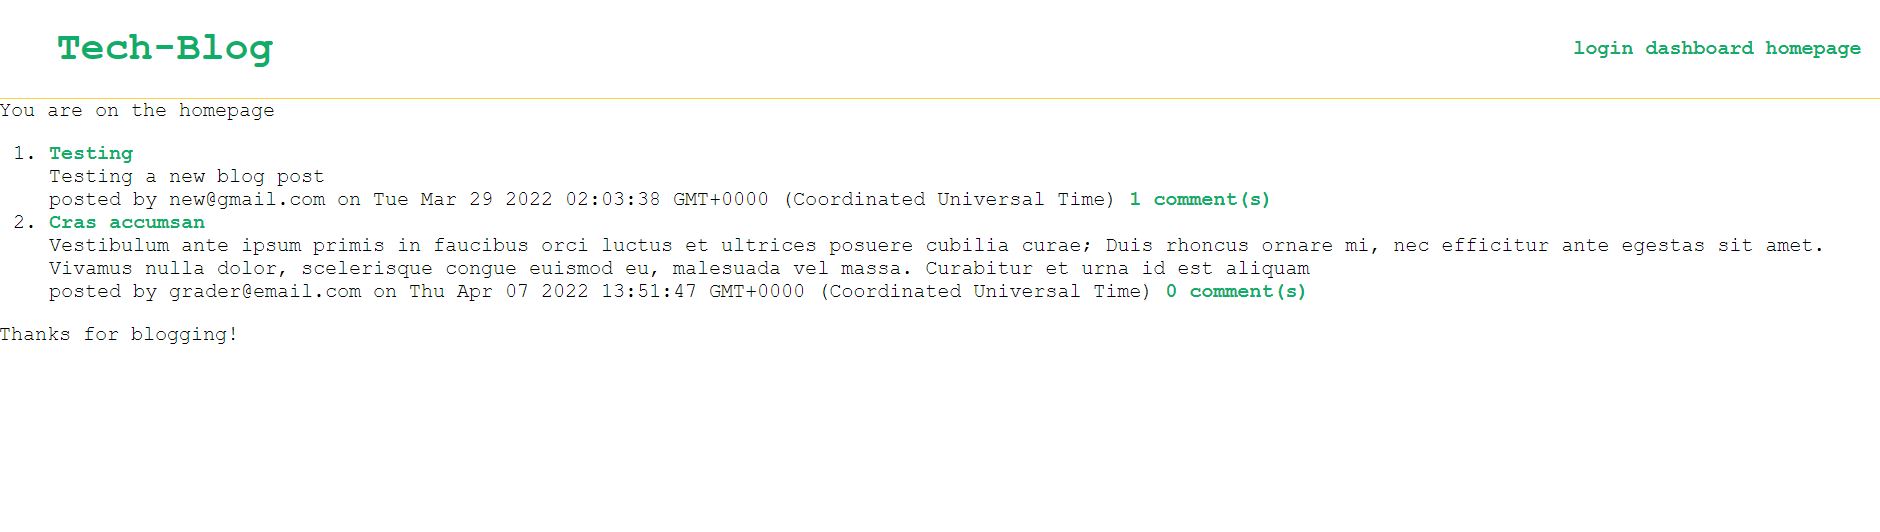 Tech-Blog
login dashboard homepage
You are on the homepage
1. Testing
Testing a new blog post
posted by new@gmail.com on Tue Mar 29 2022 02:03:38 GMT+0000 (Coordinated Universal Time) 1 comment(s)
2. Cras accumsan
Vestibulum ante ipsum primis in faucibus orci luctus et ultrices posuere cubilia curae; Duis rhoncus ornare mi, nec efficitur ante egestas sit amet.
Vivamus nulla dolor, scelerisque congue euismod eu, malesuada vel massa. Curabitur et urna id est aliquam
posted by grader@email.com on Thu Apr 07 2022 13:51:47 GMT+0000 (Coordinated Universal Time) 0 comment(s)
Thanks for blogging!